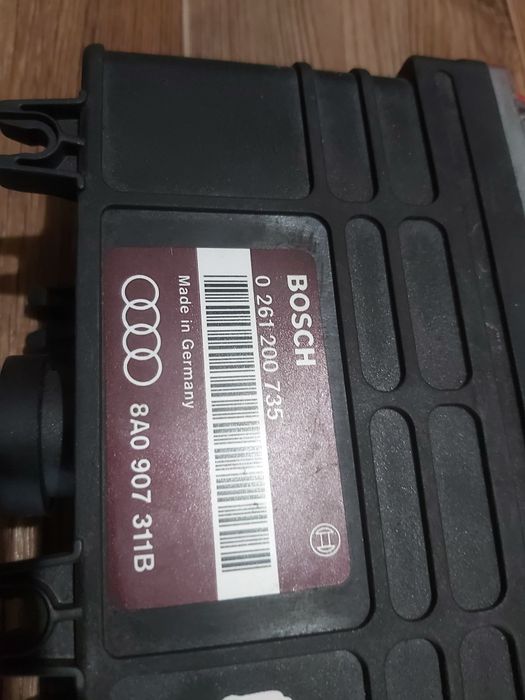 BOSCH
0 261 200 735
Made in Germany
8A0 907 311B